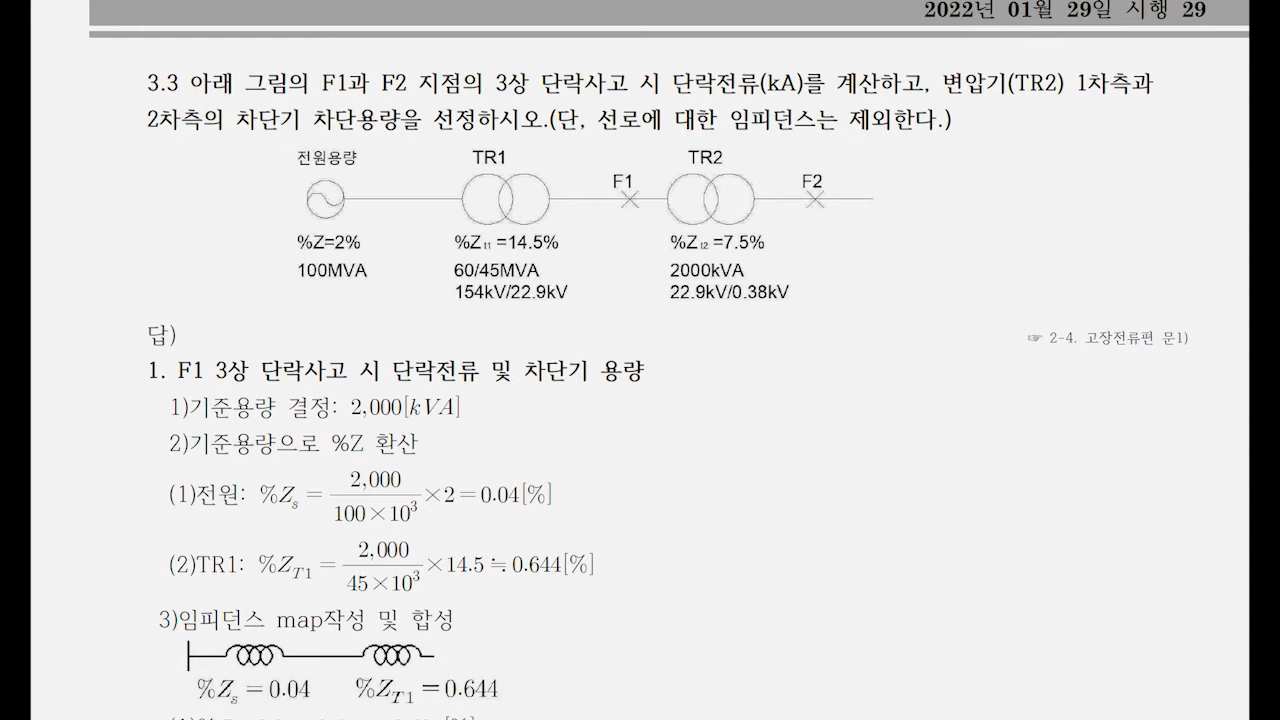 2022년 01월 29일 시행 29
3.3 아래 그림의 F1과 F2 지점의 3상 단락사고 시 단락전류(kA)를 계산하고, 변압기(TR2) 1차측과
2차측의 차단기 차단용량을 선정하시오.(단, 선로에 대한 임피던스는 제외한다.)
전원용량 TR1 TR2
F1 F2
%Z=2% %Z t1 =14.5% %Z t2 =7.5%
100MVA 60/45MVA 2000kVA
154kV/22.9kV 22.9kV/0.38kV
답) ☞ 2-4. 고장전류편 문1)
1. F1 3상 단락사고 시 단락전류 및 차단기 용량
1)기준용량 결정: 2,000[kVA]
2)기준용량으로 %Z 환산
(1)전원: %Zs = 2,000 / 100×10³ ×2=0.04[%]
(2)TR1: %ZT1 = 2,000 / 45×10³ ×14.5≒0.644[%]
3)임피던스 map작성 및 합성
%Zs = 0.04 %ZT1 = 0.644